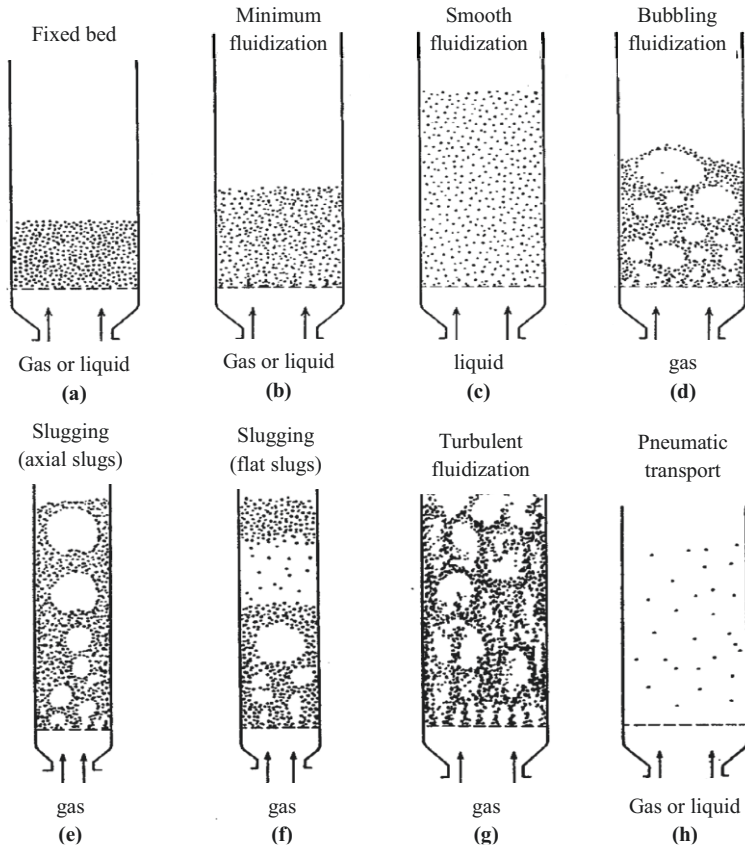 Fixed bed
Minimum
fluidization
Smooth
fluidization
Bubbling
fluidization
Gas or liquid
(a)
Gas or liquid
(b)
liquid
(c)
gas
(d)
Slugging
(axial slugs)
Slugging
(flat slugs)
Turbulent
fluidization
Pneumatic
transport
gas
(e)
gas
(f)
gas
(g)
Gas or liquid
(h)